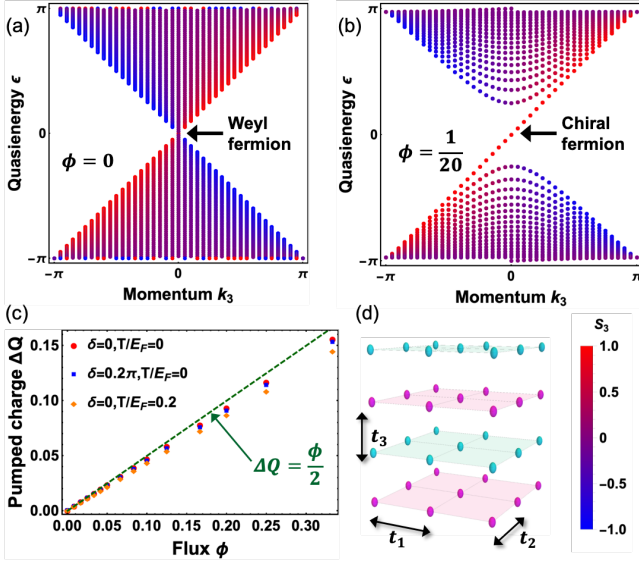 (a)
π
0
-π
Quasienergy ϵ
ϕ = 0
Weyl
fermion
-π
0
π
Momentum k₃
(b)
π
0
-π
Quasienergy ϵ
ϕ = 1/20
Chiral
fermion
-π
0
π
Momentum k₃
(c)
Pumped charge ΔQ
0.15
0.10
0.05
0.00
δ=0,T/E_F=0
δ=0.2π,T/E_F=0
δ=0,T/E_F=0.2
ΔQ = ϕ/2
0.00
0.05
0.10
0.15
0.20
0.25
0.30
Flux ϕ
(d)
t₃
t₁
t₂
S₃
1.0
0.5
0
-0.5
-1.0